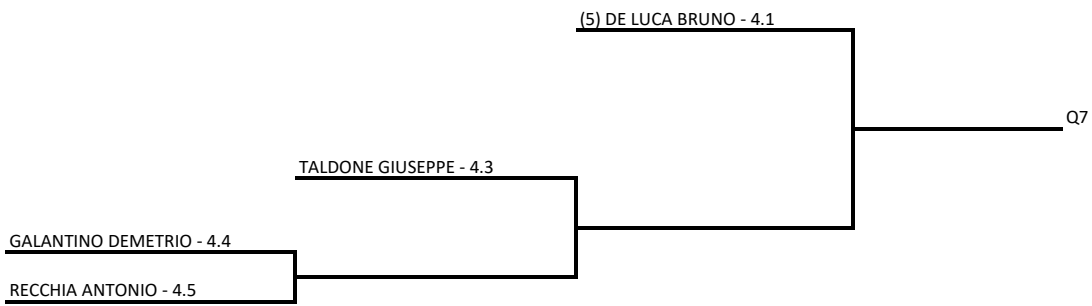 (5) DE LUCA BRUNO - 4.1
Q7
TALDONE GIUSEPPE - 4.3
GALANTINO DEMETRIO - 4.4
RECCHIA ANTONIO - 4.5